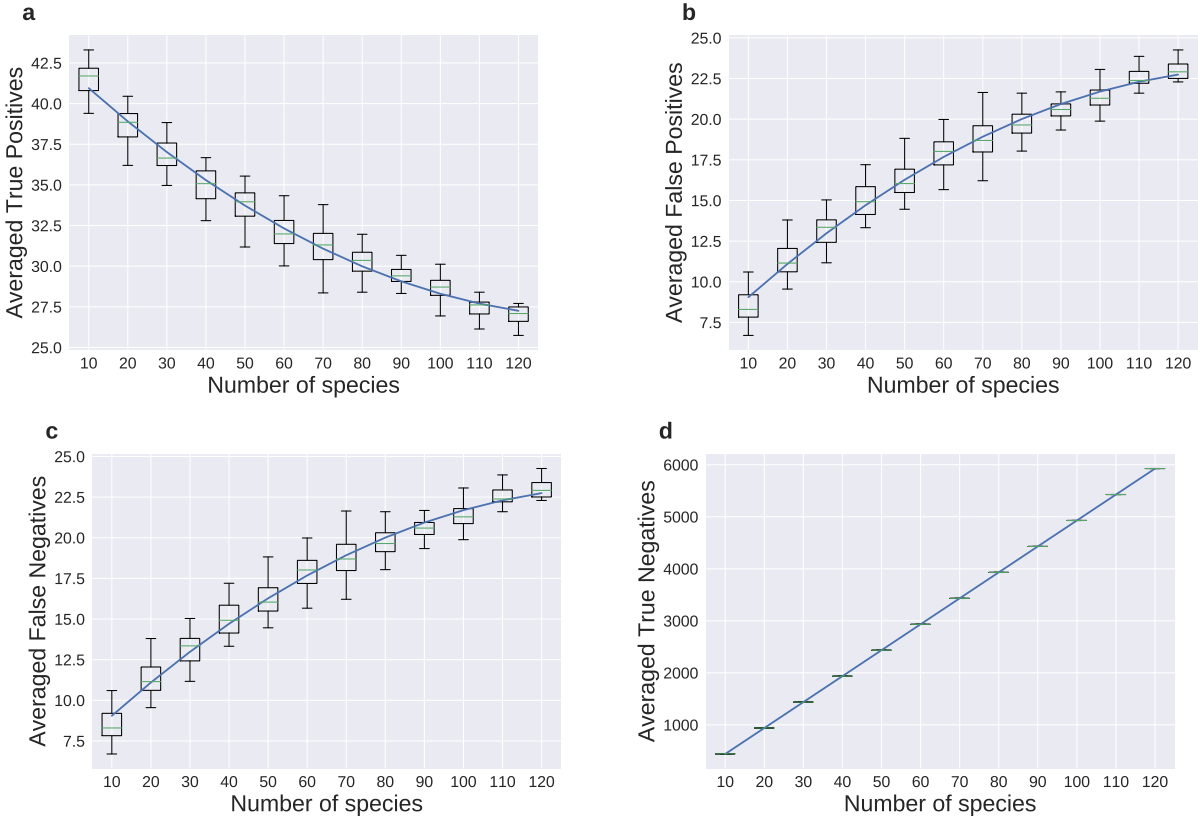 a
42.5
40.0
37.5
35.0
32.5
30.0
27.5
25.0
Averaged True Positives
10 20 30 40 50 60 70 80 90 100 110 120
Number of species
b
25.0
22.5
20.0
17.5
15.0
12.5
10.0
7.5
Averaged False Positives
10 20 30 40 50 60 70 80 90 100 110 120
Number of species
c
25.0
22.5
20.0
17.5
15.0
12.5
10.0
7.5
Averaged False Negatives
10 20 30 40 50 60 70 80 90 100 110 120
Number of species
d
6000
5000
4000
3000
2000
1000
Averaged True Negatives
10 20 30 40 50 60 70 80 90 100 110 120
Number of species